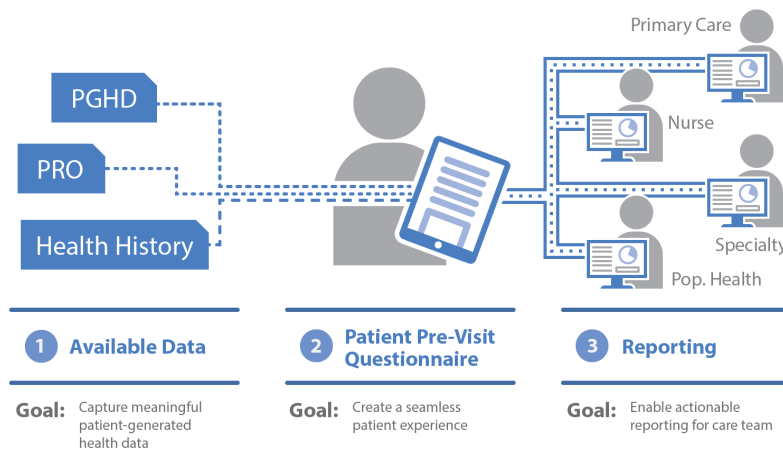 Primary Care
PGHD
Nurse
PRO
Health History
Specialty
Pop. Health
1 Available Data
2 Patient Pre-Visit
Questionnaire
3 Reporting
Goal: Capture meaningful
patient-generated
health data
Goal: Create a seamless
patient experience
Goal: Enable actionable
reporting for care team